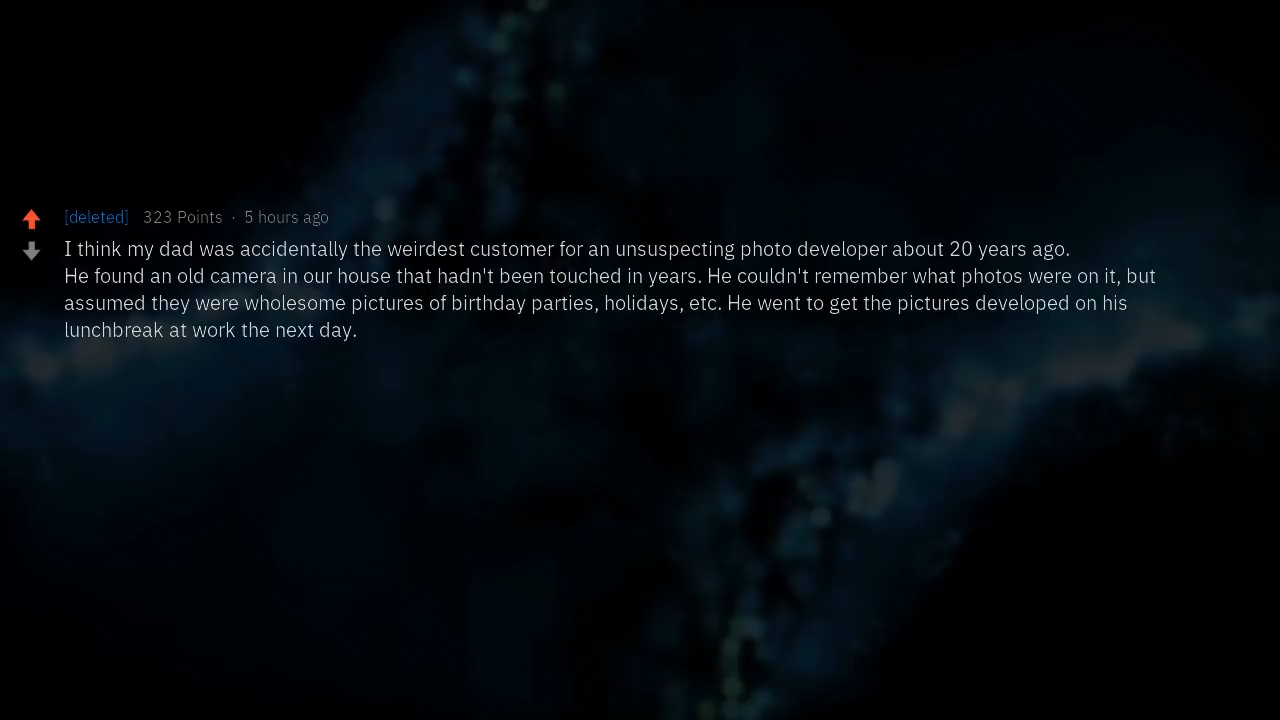 [deleted] 323 Points · 5 hours ago
I think my dad was accidentally the weirdest customer for an unsuspecting photo developer about 20 years ago.
He found an old camera in our house that hadn't been touched in years. He couldn't remember what photos were on it, but
assumed they were wholesome pictures of birthday parties, holidays, etc. He went to get the pictures developed on his
lunchbreak at work the next day.